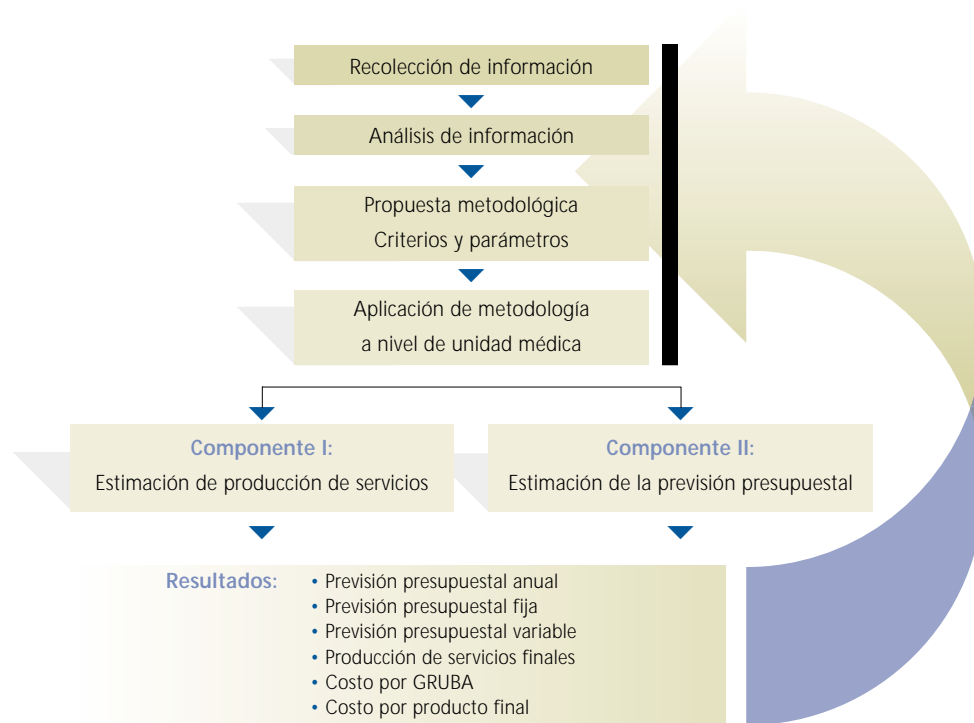 Recolección de información
Análisis de información
Propuesta metodológica
Criterios y parámetros
Aplicación de metodología
a nivel de unidad médica
Componente I:
Estimación de producción de servicios
Componente II:
Estimación de la previsión presupuestal
Resultados:
• Previsión presupuestal anual
• Previsión presupuestal fija
• Previsión presupuestal variable
• Producción de servicios finales
• Costo por GRUBA
• Costo por producto final